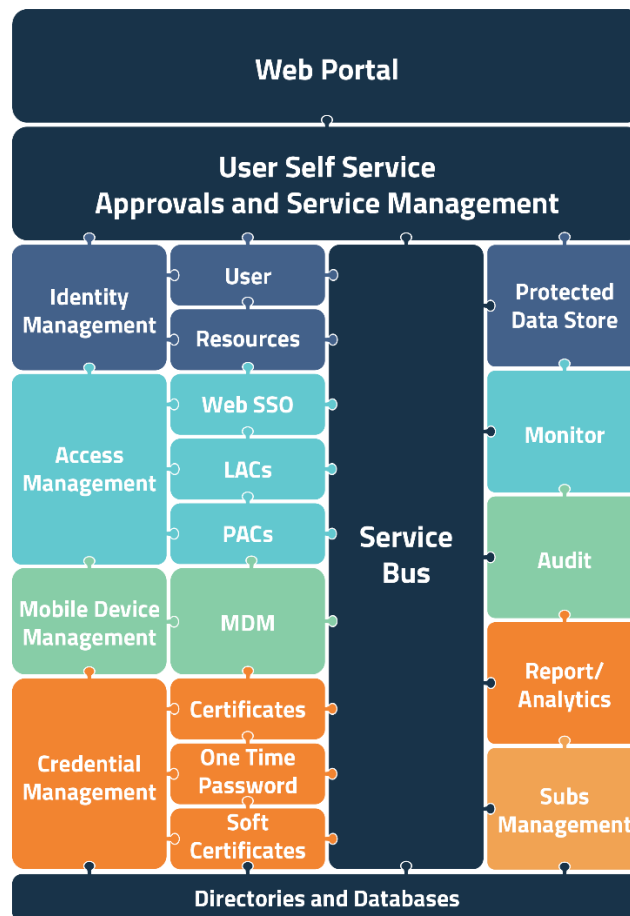 Web Portal
User Self Service
Approvals and Service Management
Identity
Management
User
Resources
Access
Management
Web SSO
LACs
PACs
Mobile Device
Management
MDM
Credential
Management
Certificates
One Time
Password
Soft
Certificates
Service
Bus
Protected
Data Store
Monitor
Audit
Report/
Analytics
Subs
Management
Directories and Databases